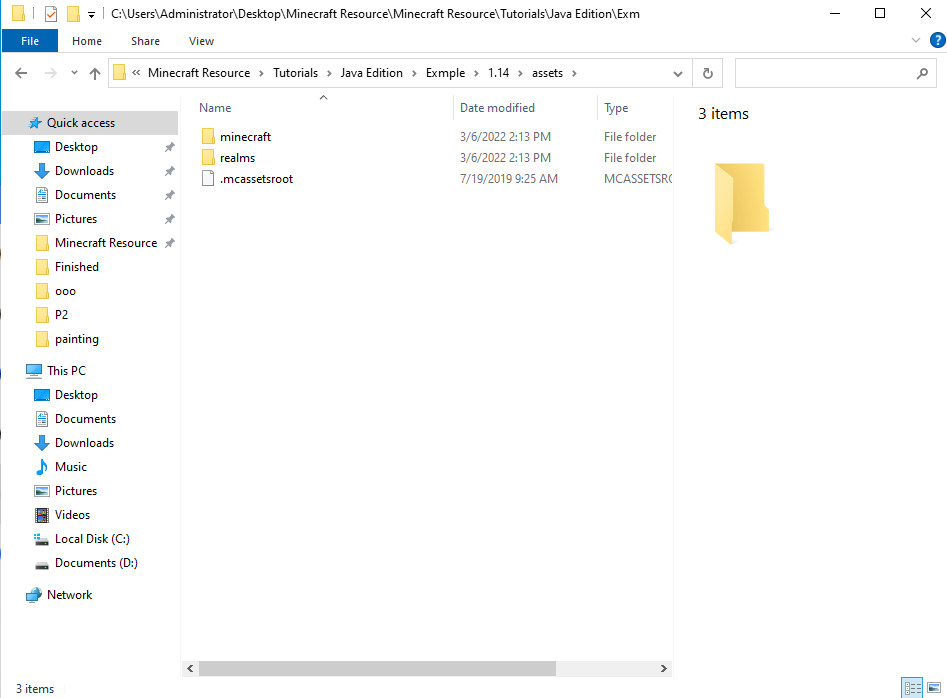 C:\Users\Administrator\Desktop\Minecraft Resource\Minecraft Resource\Tutorials\Java Edition\Exm
File Home Share View
« Minecraft Resource › Tutorials › Java Edition › Exmple › 1.14 › assets ›
Quick access
Desktop
Downloads
Documents
Pictures
Minecraft Resource
Finished
ooo
P2
painting
This PC
Desktop
Documents
Downloads
Music
Pictures
Videos
Local Disk (C:)
Documents (D:)
Network
Name Date modified Type
minecraft 3/6/2022 2:13 PM File folder
realms 3/6/2022 2:13 PM File folder
.mcassetsroot 7/19/2019 9:25 AM MCASSETSRC
3 items
3 items